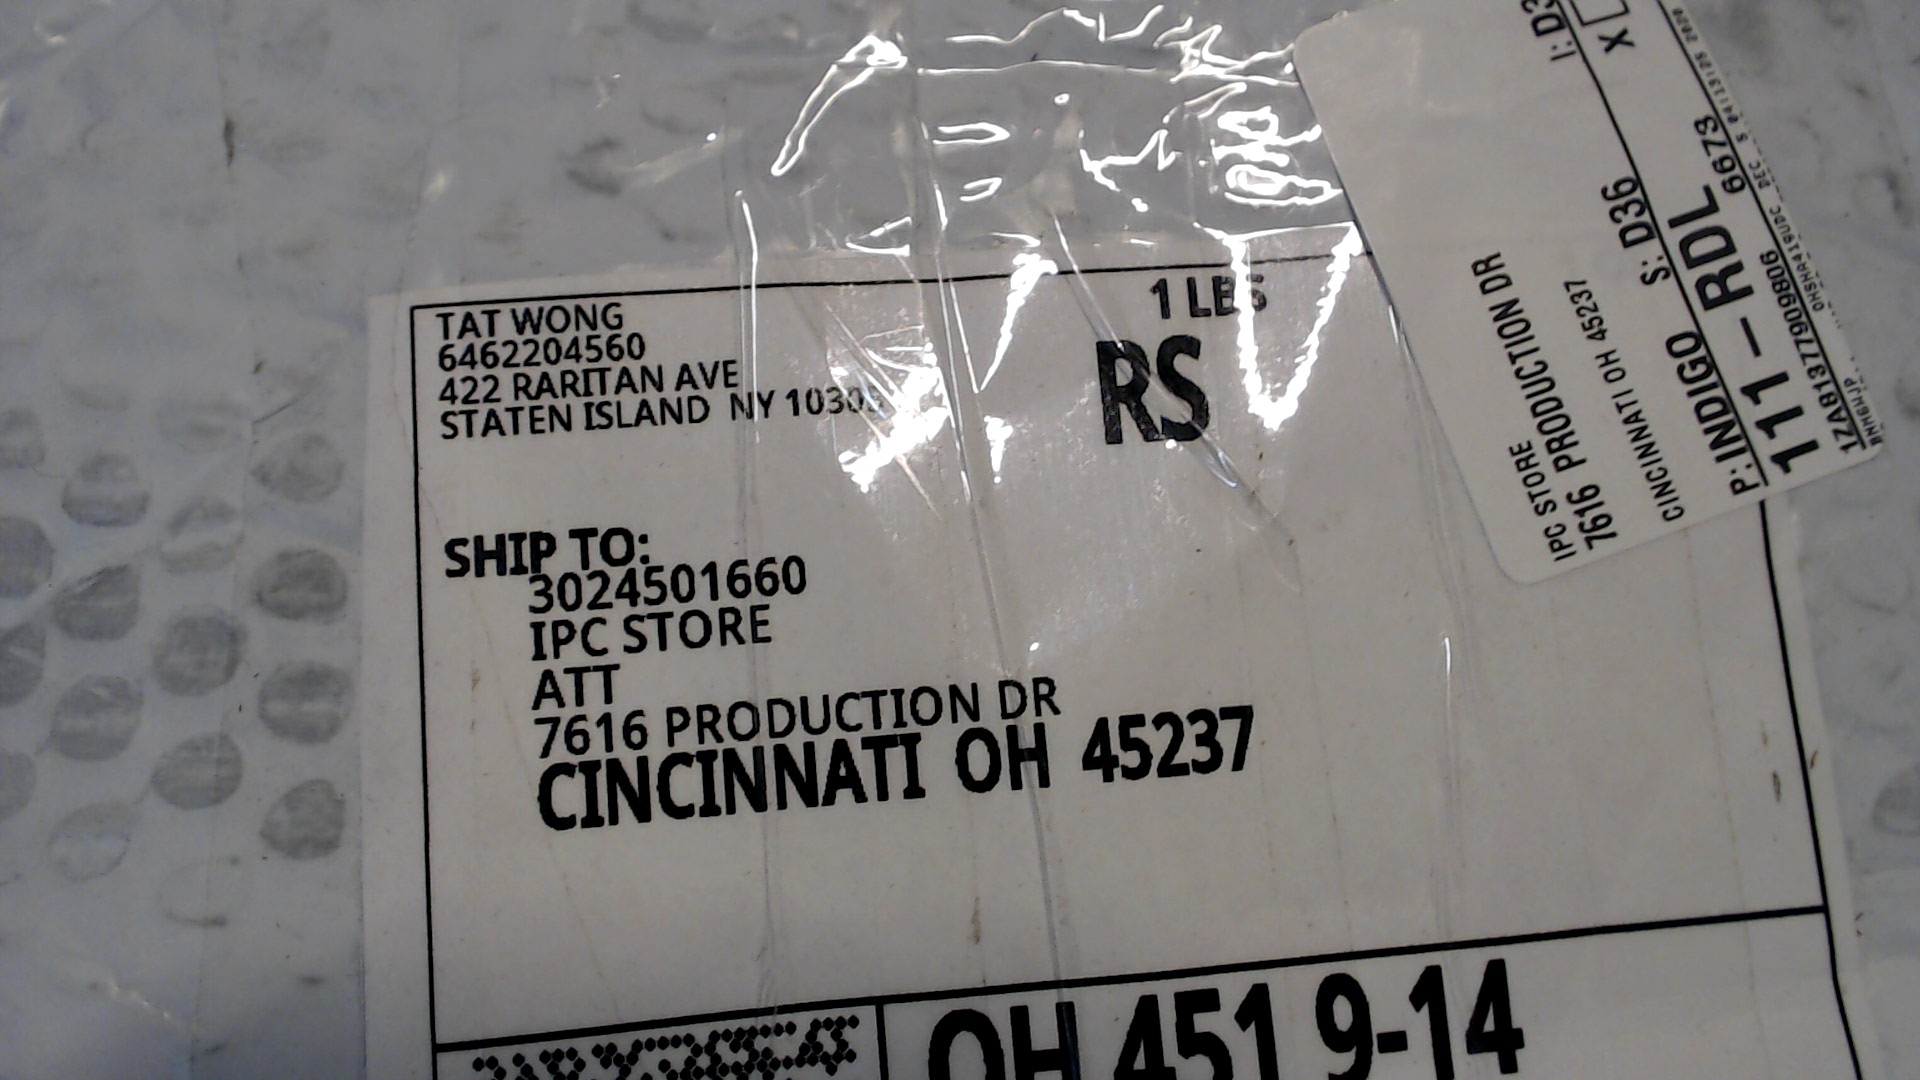 TAT WONG
6462204560
422 RARITAN AVE
STATEN ISLAND NY
1 LBS
RS
SHIP TO:
3024501660
IPC STORE
ATT
7616 PRODUCTION DR
CINCINNATI OH 45237
OH 451 9-14
IPC STORE
7616 PRODUCTION DR
CINCINNATI OH 45237
P: INDIGO S: D36
X
111 - RDL
6673